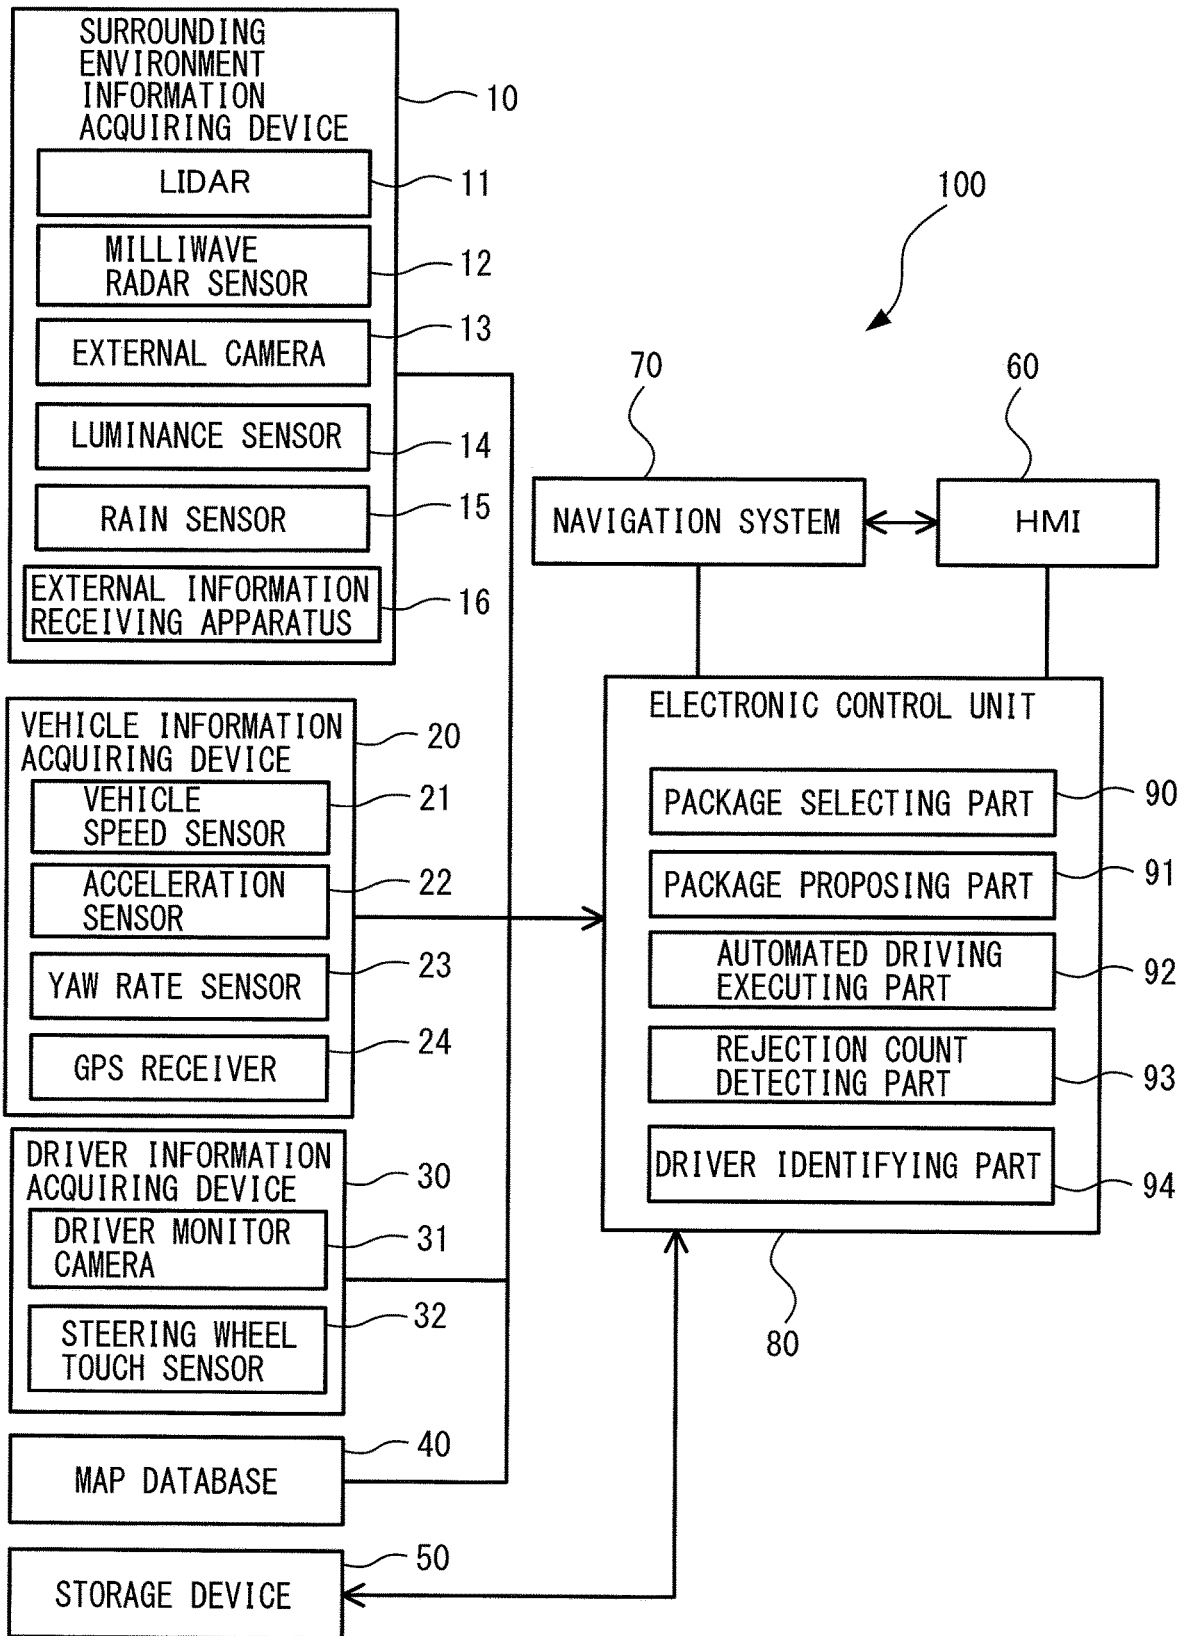 SURROUNDING
ENVIRONMENT
INFORMATION
ACQUIRING DEVICE
10
LIDAR
11
MILLIWAVE
RADAR SENSOR
12
EXTERNAL CAMERA
13
LUMINANCE SENSOR
14
RAIN SENSOR
15
EXTERNAL INFORMATION
RECEIVING APPARATUS
16
100
70
60
NAVIGATION SYSTEM
HMI
VEHICLE INFORMATION
ACQUIRING DEVICE
20
VEHICLE
SPEED SENSOR
21
ACCELERATION
SENSOR
22
YAW RATE SENSOR
23
GPS RECEIVER
24
ELECTRONIC CONTROL UNIT
PACKAGE SELECTING PART
90
PACKAGE PROPOSING PART
91
AUTOMATED DRIVING
EXECUTING PART
92
REJECTION COUNT
DETECTING PART
93
DRIVER IDENTIFYING PART
94
80
DRIVER INFORMATION
ACQUIRING DEVICE
30
DRIVER MONITOR
CAMERA
31
STEERING WHEEL
TOUCH SENSOR
32
MAP DATABASE
40
STORAGE DEVICE
50